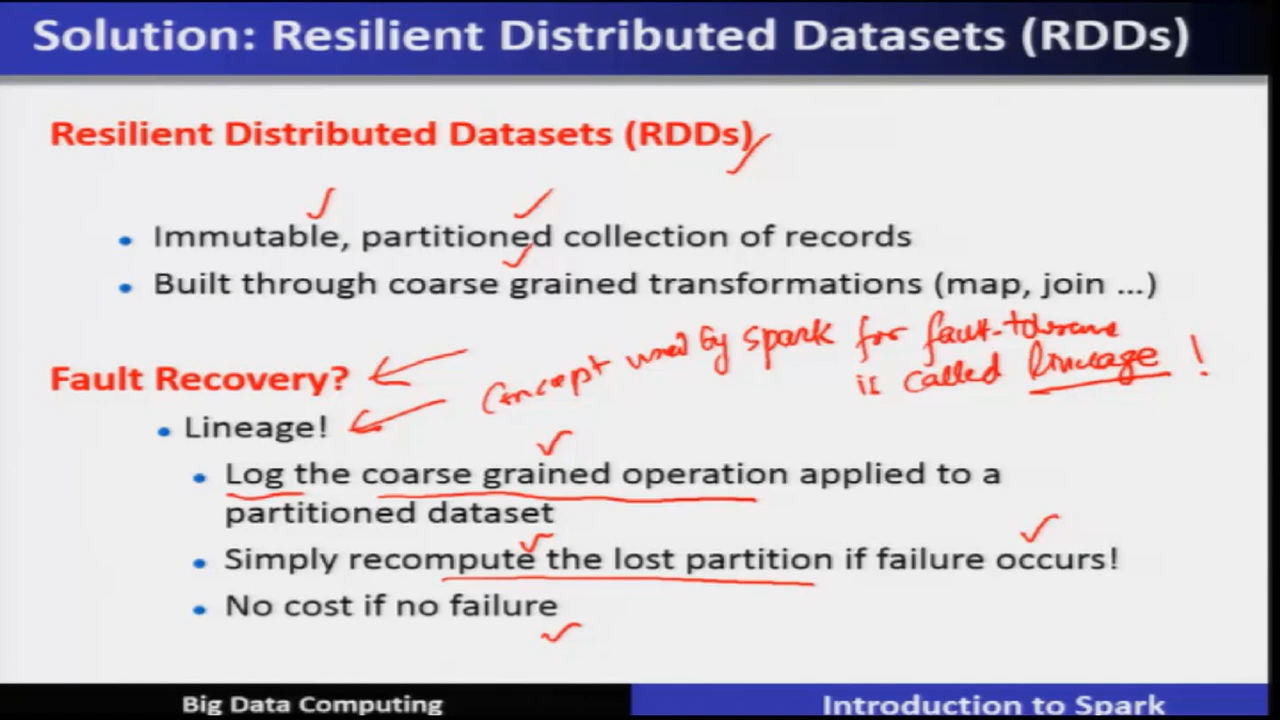 Solution: Resilient Distributed Datasets (RDDs)
Resilient Distributed Datasets (RDDs)
• Immutable, partitioned collection of records
• Built through coarse grained transformations (map, join ...)
Concept used by spark for fault-tolerance
is called lineage !
Fault Recovery?
• Lineage!
• Log the coarse grained operation applied to a
partitioned dataset
• Simply recompute the lost partition if failure occurs!
• No cost if no failure
Big Data Computing
Introduction to Spark